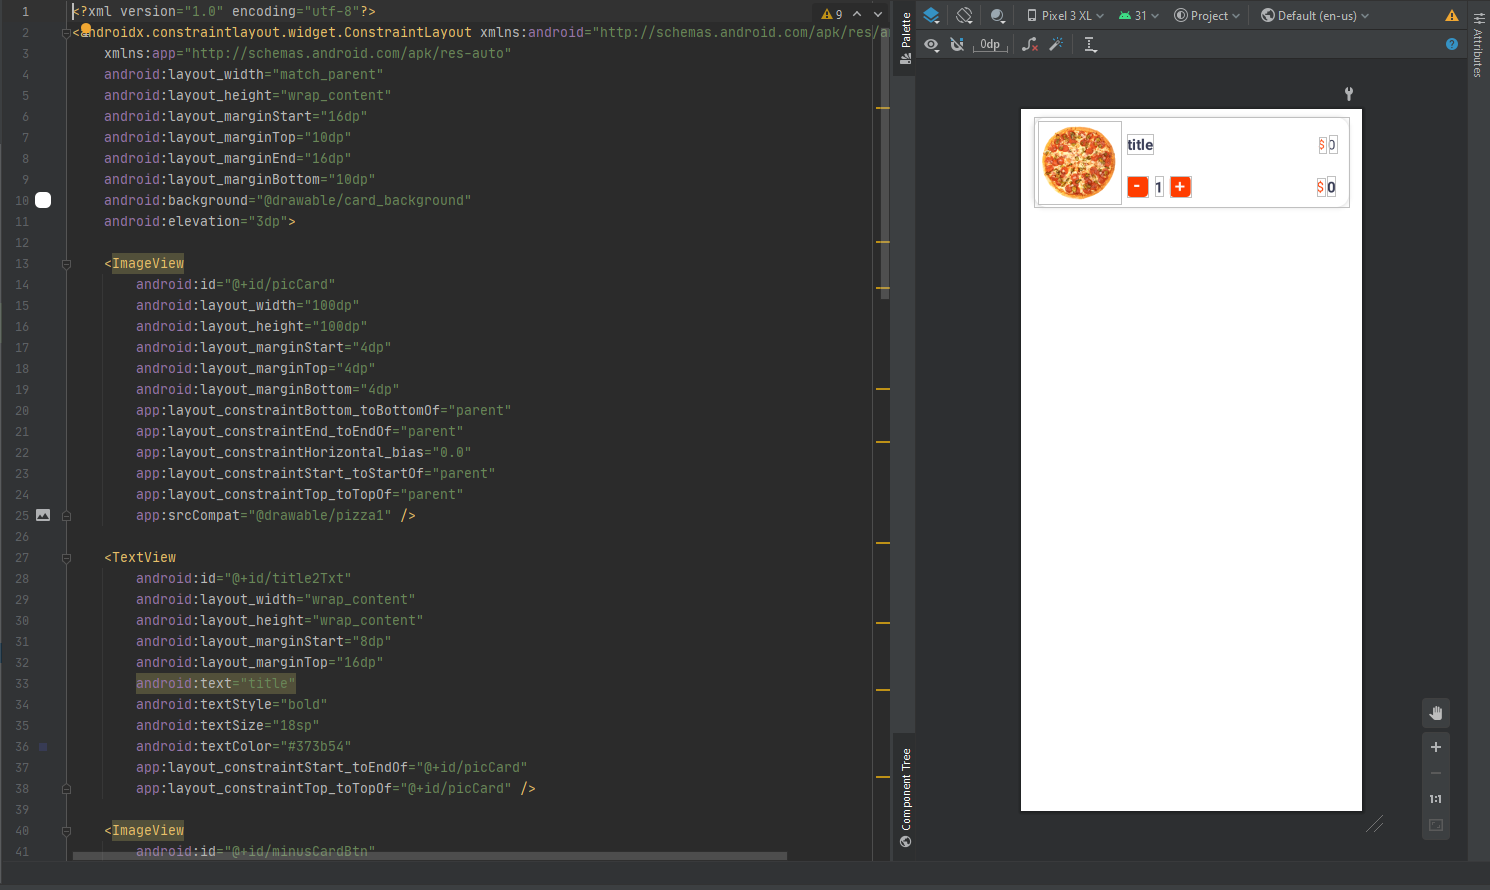 1 <?xml version="1.0" encoding="utf-8"?>
2 <androidx.constraintlayout.widget.ConstraintLayout xmlns:android="http://schemas.android.com/apk/res/
3 xmlns:app="http://schemas.android.com/apk/res-auto"
4 android:layout_width="match_parent"
5 android:layout_height="wrap_content"
6 android:layout_marginStart="16dp"
7 android:layout_marginTop="10dp"
8 android:layout_marginEnd="16dp"
9 android:layout_marginBottom="10dp"
10 android:background="@drawable/card_background"
11 android:elevation="3dp">
12
13 <ImageView
14 android:id="@+id/picCard"
15 android:layout_width="100dp"
16 android:layout_height="100dp"
17 android:layout_marginStart="4dp"
18 android:layout_marginTop="4dp"
19 android:layout_marginBottom="4dp"
20 app:layout_constraintBottom_toBottomOf="parent"
21 app:layout_constraintEnd_toEndOf="parent"
22 app:layout_constraintHorizontal_bias="0.0"
23 app:layout_constraintStart_toStartOf="parent"
24 app:layout_constraintTop_toTopOf="parent"
25 app:srcCompat="@drawable/pizza1" />
26
27 <TextView
28 android:id="@+id/title2Txt"
29 android:layout_width="wrap_content"
30 android:layout_height="wrap_content"
31 android:layout_marginStart="8dp"
32 android:layout_marginTop="16dp"
33 android:text="title"
34 android:textStyle="bold"
35 android:textSize="18sp"
36 android:textColor="#373b54"
37 app:layout_constraintStart_toEndOf="@+id/picCard"
38 app:layout_constraintTop_toTopOf="@+id/picCard" />
39
40 <ImageView
41 android:id="@+id/minusCardBtn"
9
Palette
Component Tree
Pixel 3 XL 31 Project Default (en-us)
0dp
title $ 0
- 1 + $ 0
+
−
1:1
Attributes